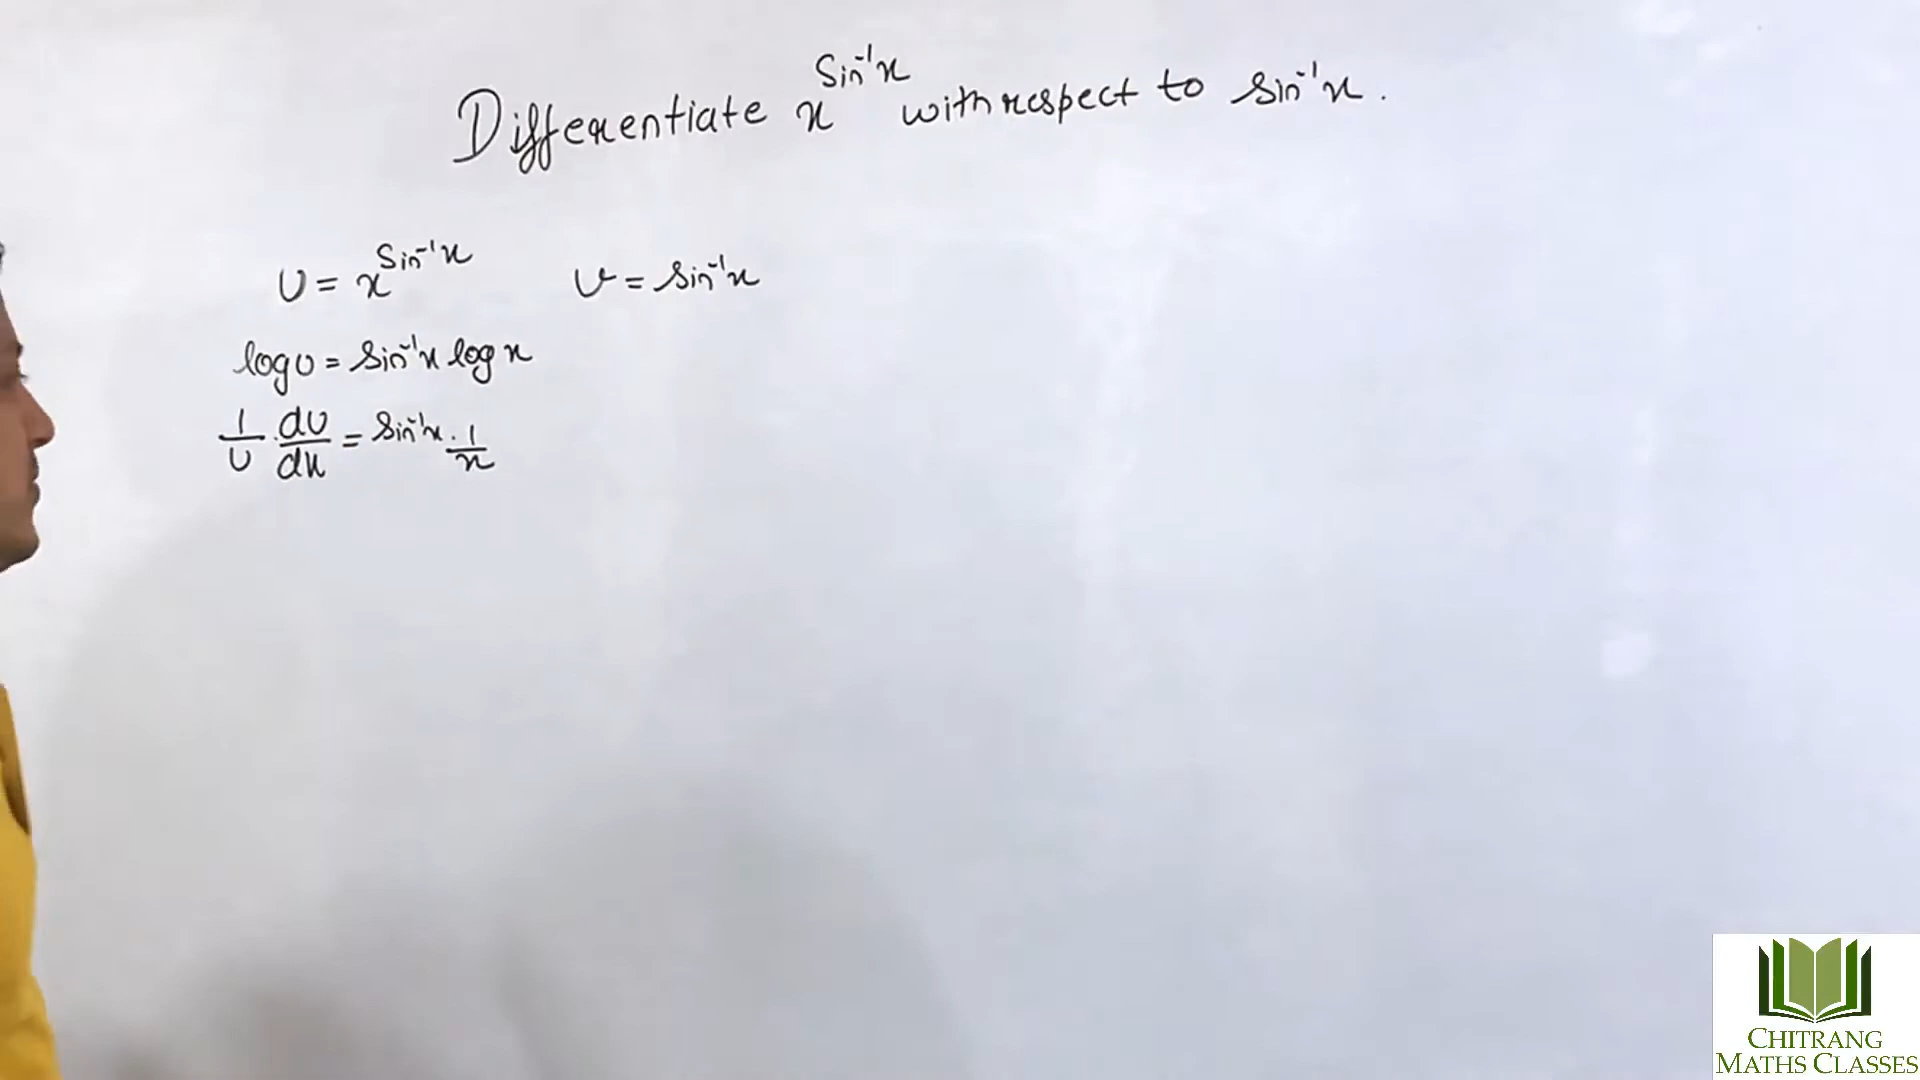 Differentiate x^sin⁻¹x with respect to sin⁻¹x.
U = x^sin⁻¹x    v = sin⁻¹x
log U = sin⁻¹x log x
1/U . dU/dx = sin⁻¹x . 1/x
CHITRANG
MATHS CLASSES